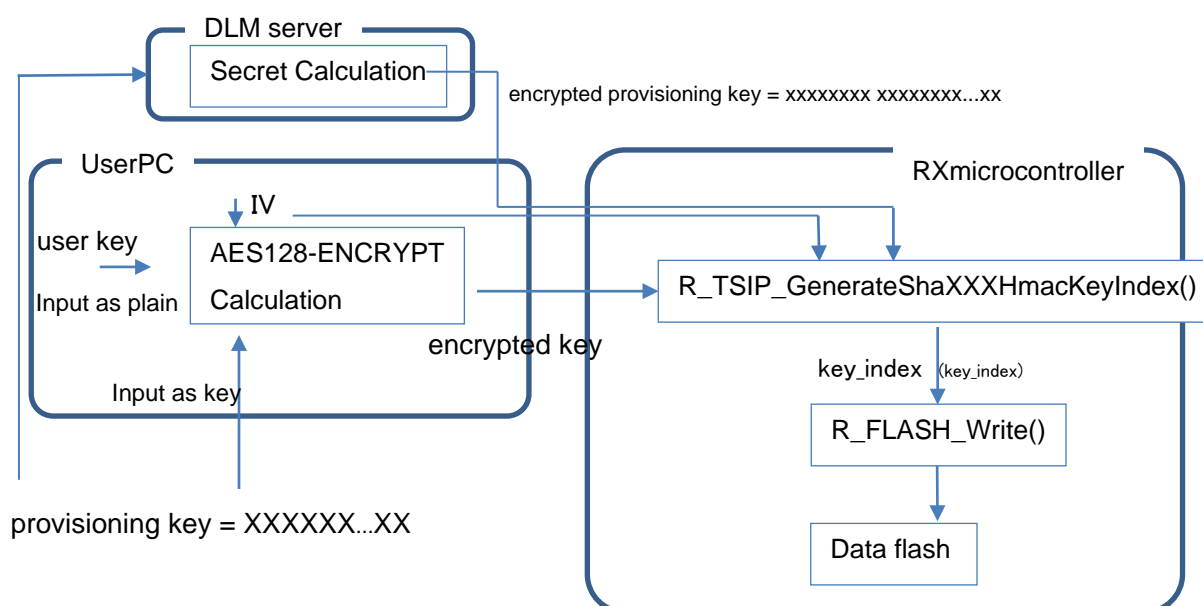 DLM server
Secret Calculation
encrypted provisioning key = xxxxxxxx xxxxxxxx...xx
UserPC
RXmicrocontroller
IV
user key
AES128-ENCRYPT
Calculation
Input as plain
R_TSIP_GenerateShaXXXHmacKeyIndex()
encrypted key
key_index (key_index)
Input as key
R_FLASH_Write()
provisioning key = XXXXXX...XX
Data flash